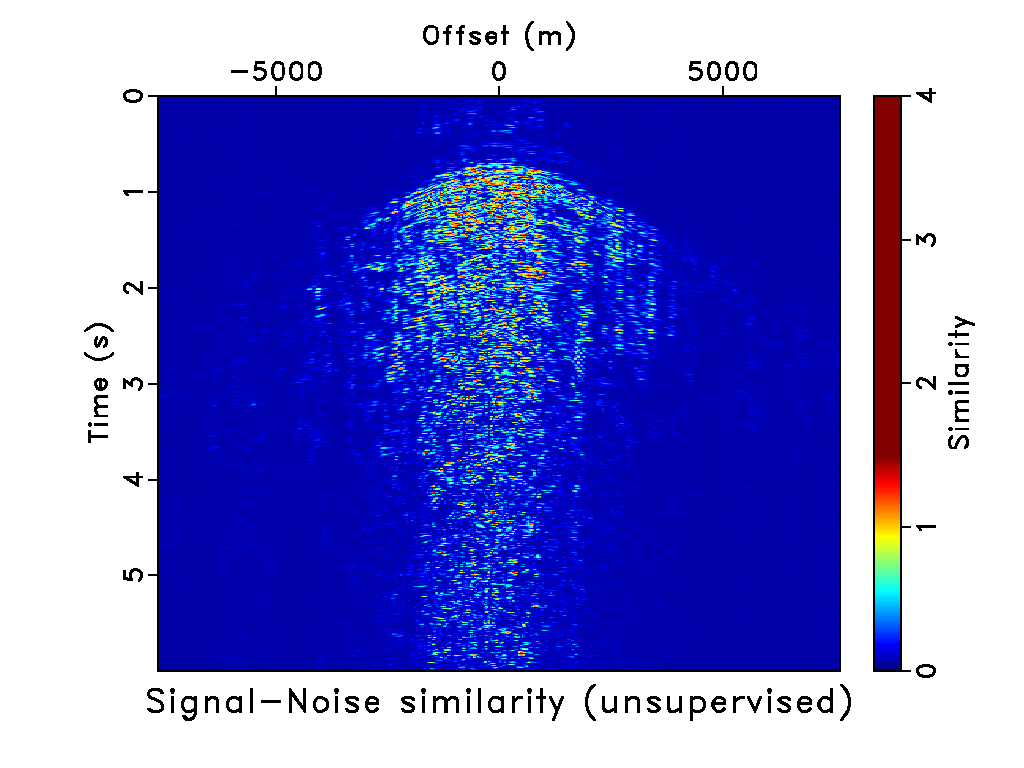 Offset (m)
−5000 0 5000
0
1
2
3
4
5
Time (s)
4
3
2
1
0
Similarity
Signal−Noise similarity (unsupervised)